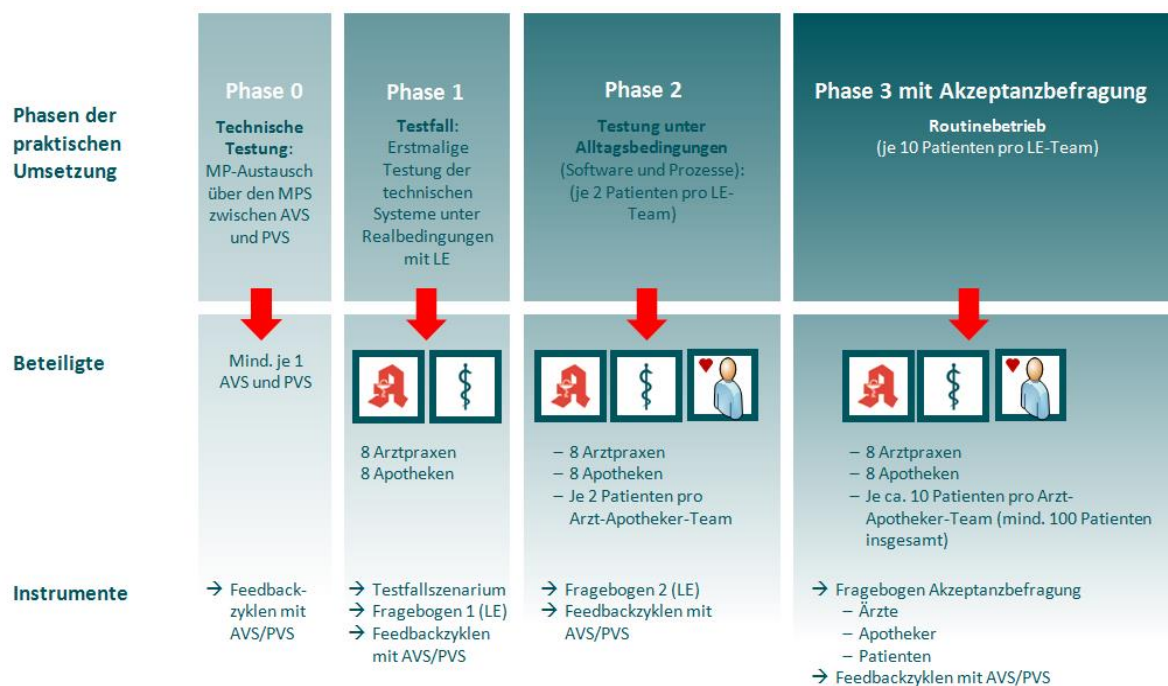 Phasen der
praktischen
Umsetzung
Phase 0
Technische
Testung:
MP-Austausch
über den MPS
zwischen AVS
und PVS
Phase 1
Testfall:
Erstmalige
Testung der
technischen
Systeme unter
Realbedingungen
mit LE
Phase 2
Testung unter
Alltagsbedingungen
(Software und Prozesse):
(je 2 Patienten pro LE-
Team)
Phase 3 mit Akzeptanzbefragung
Routinebetrieb
(je 10 Patienten pro LE-Team)
Beteiligte
Mind. je 1
AVS und PVS
8 Arztpraxen
8 Apotheken
– 8 Arztpraxen
– 8 Apotheken
– Je 2 Patienten pro
Arzt-Apotheker-Team
– 8 Arztpraxen
– 8 Apotheken
– Je ca. 10 Patienten pro Arzt-
Apotheker-Team (mind. 100 Patienten
insgesamt)
Instrumente
→ Feedback-
zyklen mit
AVS/PVS
→ Testfallszenarium
→ Fragebogen 1 (LE)
→ Feedbackzyklen
mit AVS/PVS
→ Fragebogen 2 (LE)
→ Feedbackzyklen mit
AVS/PVS
→ Fragebogen Akzeptanzbefragung
– Ärzte
– Apotheker
– Patienten
→ Feedbackzyklen mit AVS/PVS